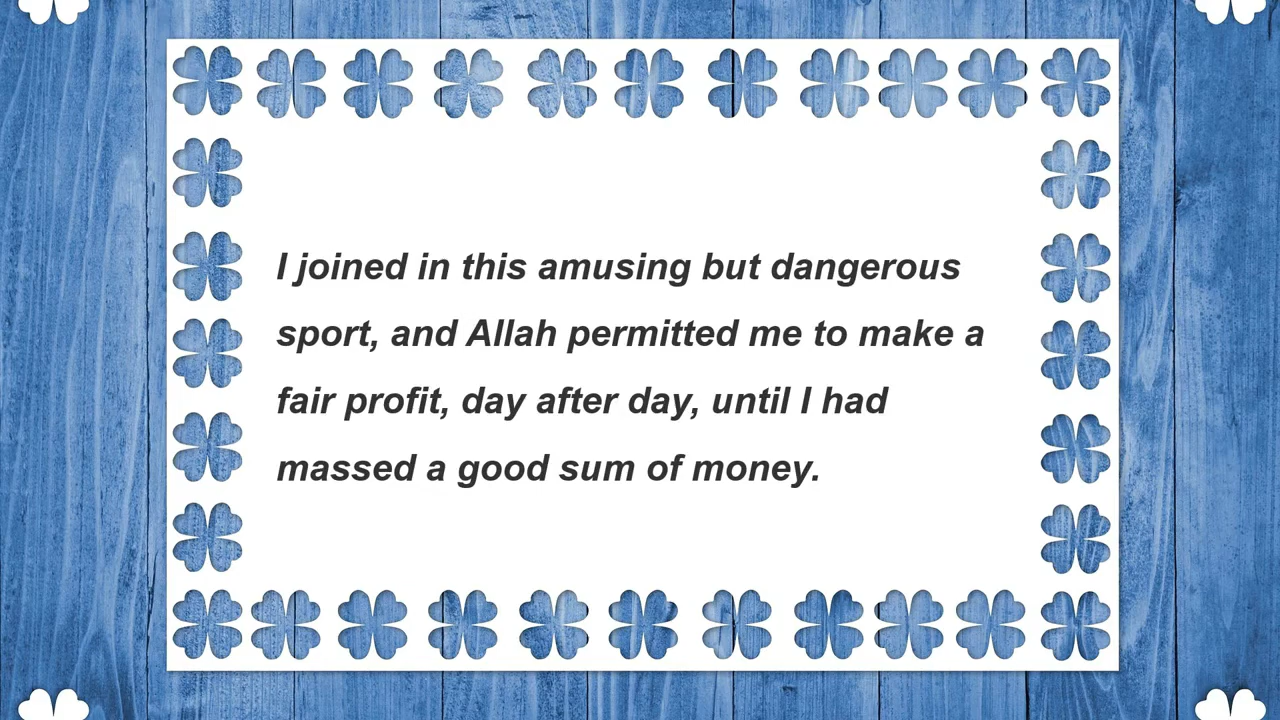 I joined in this amusing but dangerous
sport, and Allah permitted me to make a
fair profit, day after day, until I had
massed a good sum of money.